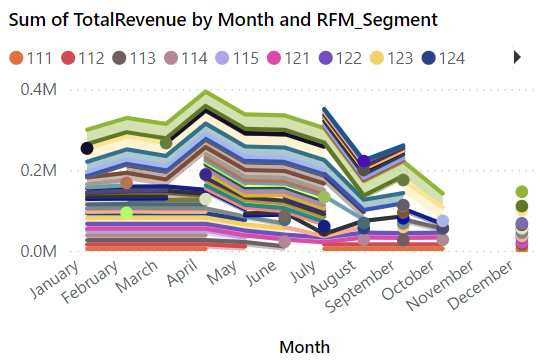 Sum of TotalRevenue by Month and RFM_Segment
111 112 113 114 115 121 122 123 124
0.4M
0.2M
0.0M
January February March April May June July August September October November December
Month